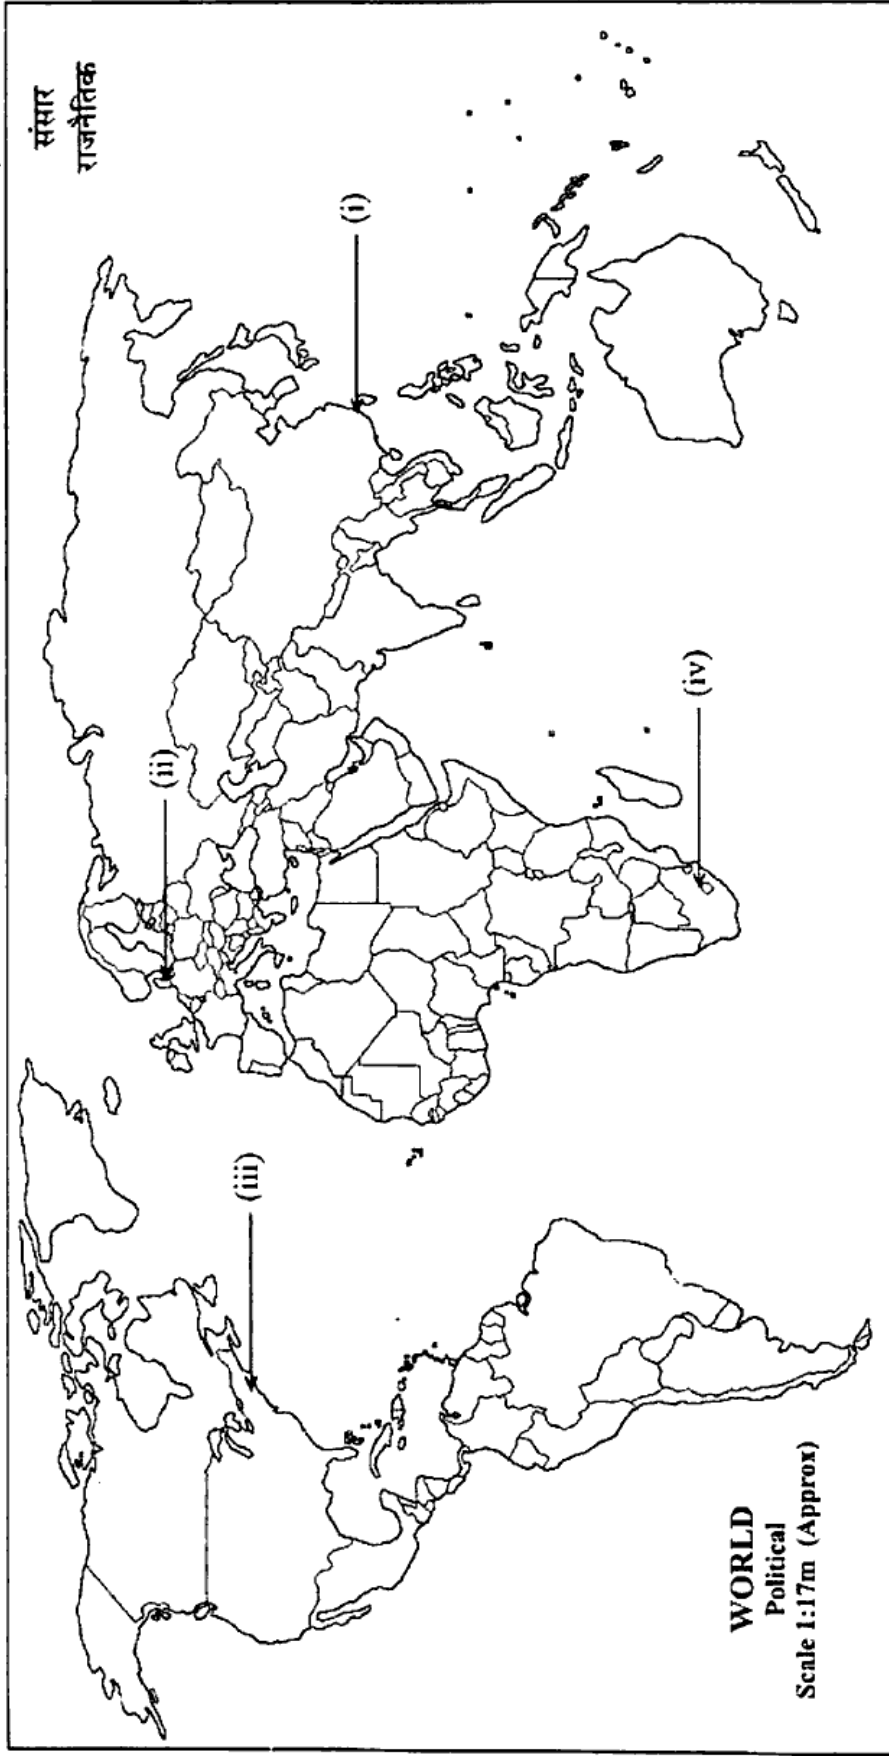 संसार
राजनैतिक
(i)
(ii)
(iii)
(iv)
WORLD
Political
Scale 1:17m (Approx)